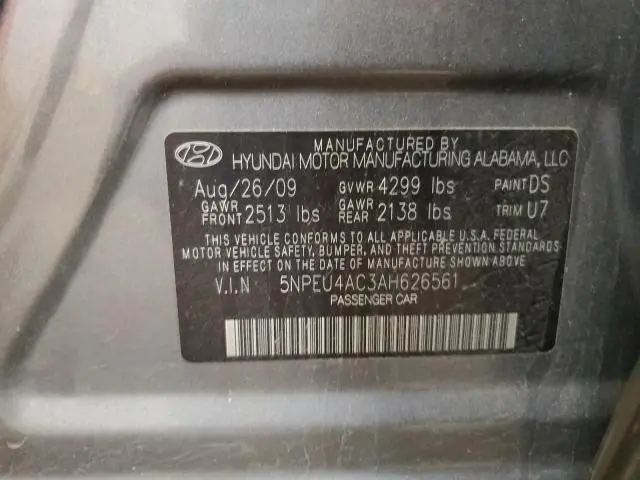 MANUFACTURED BY
HYUNDAI MOTOR MANUFACTURING ALABAMA, LLC
Aug/26/09 GVWR 4299 lbs PAINT DS
GAWR FRONT 2513 lbs GAWR REAR 2138 lbs TRIM U7
THIS VEHICLE CONFORMS TO ALL APPLICABLE U.S.A. FEDERAL
MOTOR VEHICLE SAFETY, BUMPER, AND THEFT PREVENTION STANDARDS
IN EFFECT ON THE DATE OF MANUFACTURE SHOWN ABOVE
V.I.N 5NPEU4AC3AH626561
PASSENGER CAR